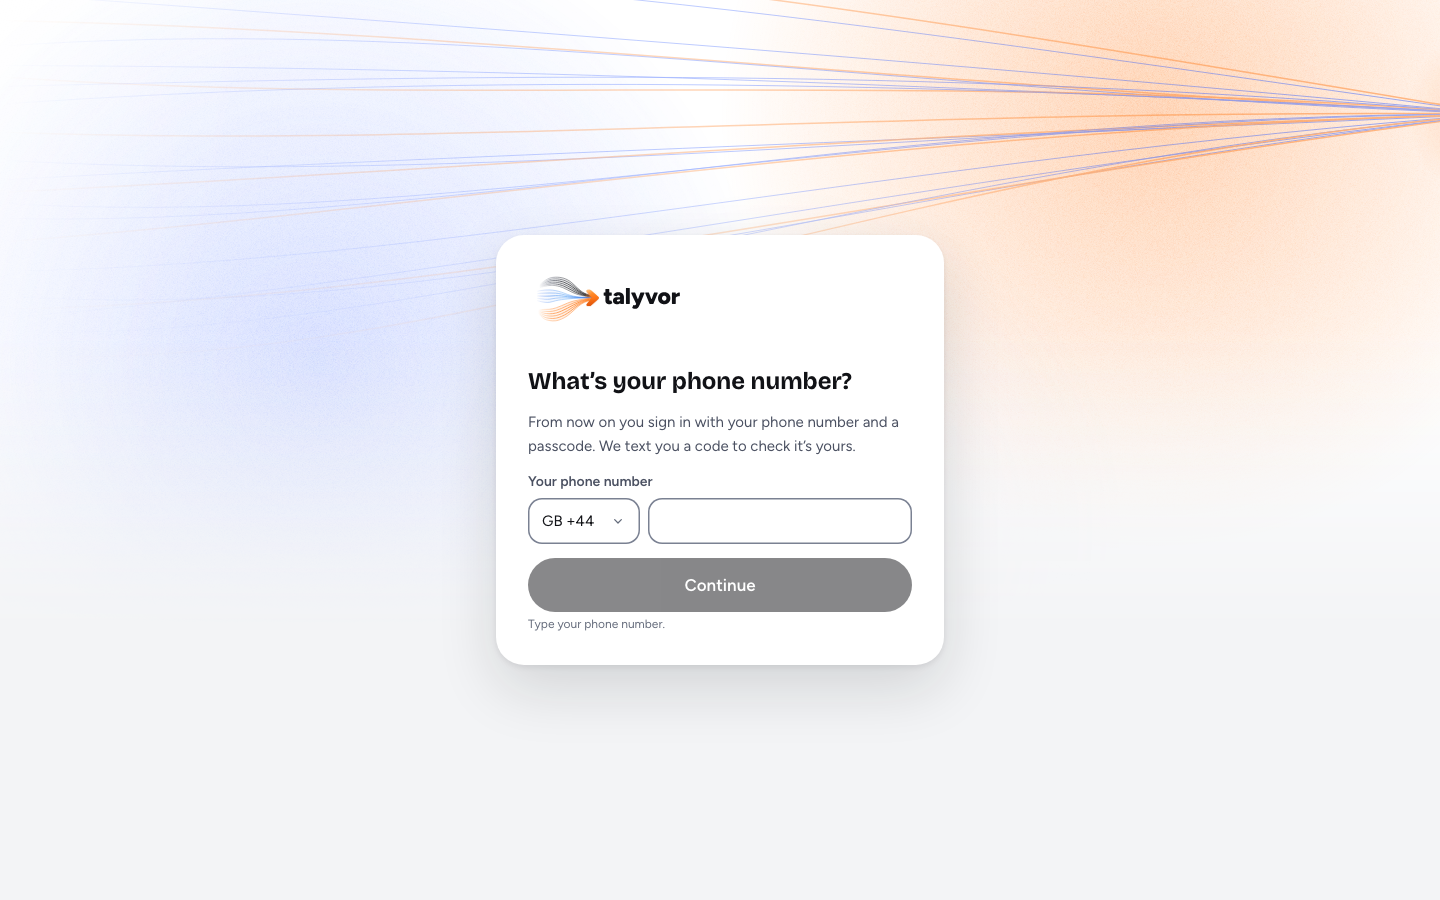 talyvor
What’s your phone number?
From now on you sign in with your phone number and a
passcode. We text you a code to check it’s yours.
Your phone number
GB +44
Continue
Type your phone number.